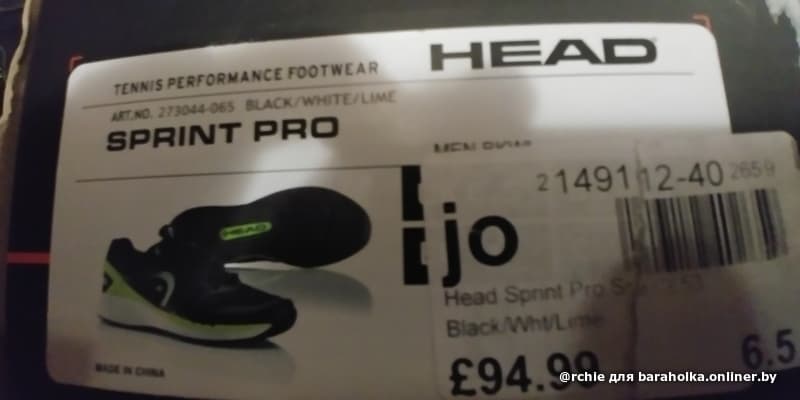 HEAD
TENNIS PERFORMANCE FOOTWEAR
ART.NO. 273044-065 BLACK/WHITE/LIME
SPRINT PRO
HEAD
MADE IN CHINA
2149112-40 2659
jo
Head Sprint Pro
Black/Wht/Lime
£94.99
6.5
@rchie для baraholka.onliner.by